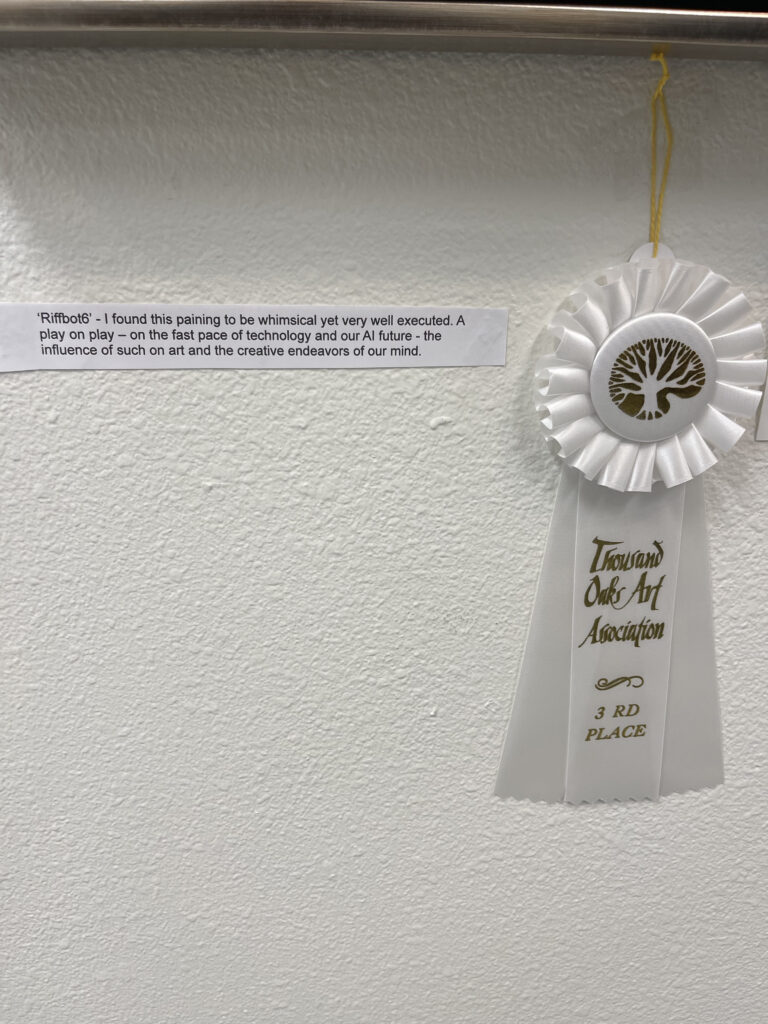 ‘Riffbot6’ - I found this paining to be whimsical yet very well executed. A
play on play – on the fast pace of technology and our AI future - the
influence of such on art and the creative endeavors of our mind.
Thousand
Oaks Art
Association
3 RD
PLACE